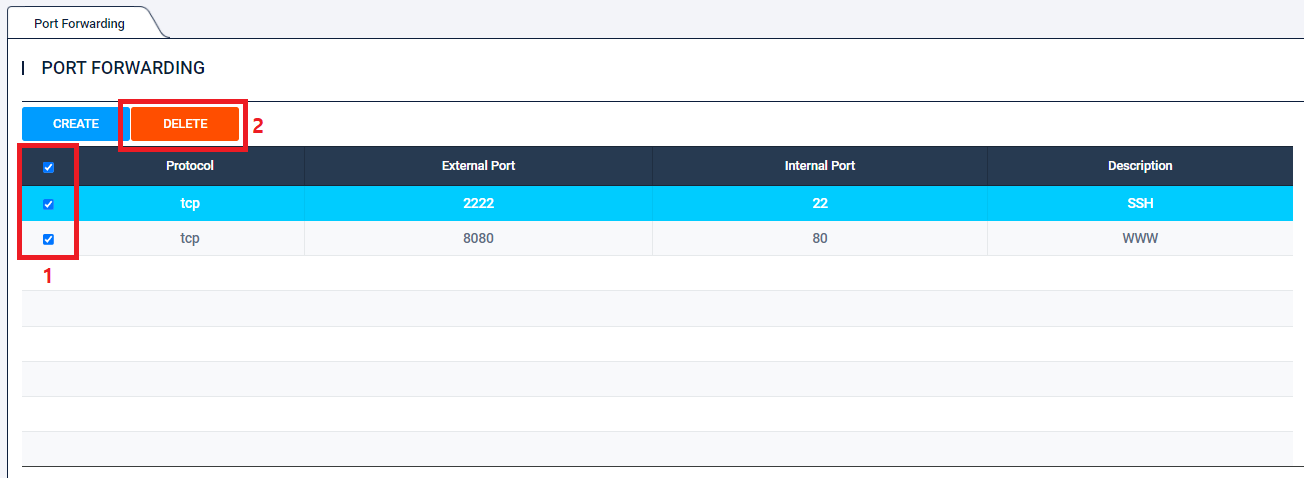 Port Forwarding
PORT FORWARDING
CREATE DELETE 2
Protocol External Port Internal Port Description
tcp 2222 22 SSH
tcp 8080 80 WWW
1